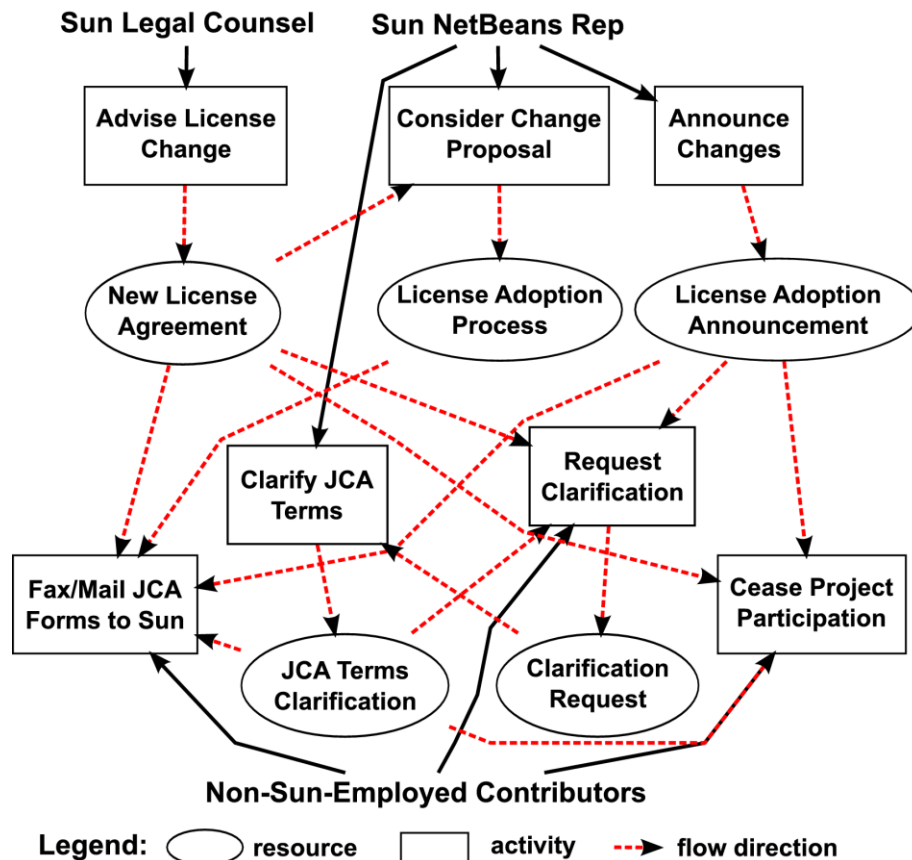 Sun Legal Counsel
Sun NetBeans Rep
Advise License
Change
Consider Change
Proposal
Announce
Changes
New License
Agreement
License Adoption
Process
License Adoption
Announcement
Clarify JCA
Terms
Request
Clarification
Fax/Mail JCA
Forms to Sun
Cease Project
Participation
JCA Terms
Clarification
Clarification
Request
Non-Sun-Employed Contributors
Legend: resource activity flow direction